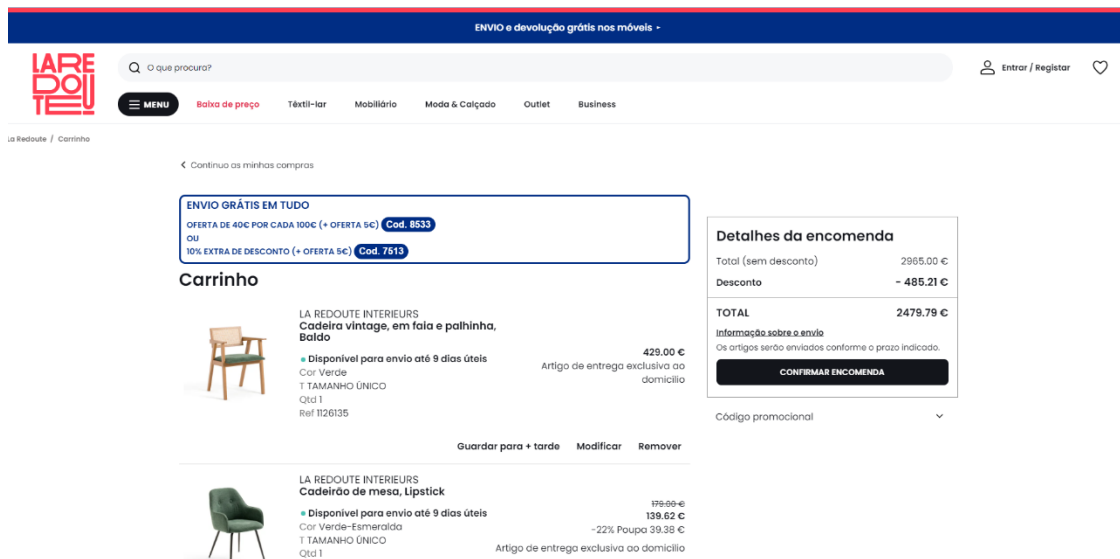 ENVIO e devolução grátis nos móveis
LA RE
DOU
TE
O que procura?
Entrar / Registar
MENU
Baixa de preço
Têxtil-lar
Mobiliário
Moda & Calçado
Outlet
Business
La Redoute / Carrinho
Continuo as minhas compras
ENVIO GRÁTIS EM TUDO
OFERTA DE 40€ POR CADA 100€ (+ OFERTA 5€) Cod. 8533
OU
10% EXTRA DE DESCONTO (+ OFERTA 5€) Cod. 7513
Carrinho
LA REDOUTE INTERIEURS
Cadeira vintage, em faia e palhinha,
Baldo
Disponível para envio até 9 dias úteis
Cor Verde
T TAMANHO ÚNICO
Qtd 1
Ref 1126135
429.00 €
Artigo de entrega exclusiva ao
domicilio
Guardar para + tarde Modificar Remover
LA REDOUTE INTERIEURS
Cadeirão de mesa, Lipstick
Disponível para envio até 9 dias úteis
Cor Verde-Esmeralda
T TAMANHO ÚNICO
Qtd 1
179.00 €
139.62 €
-22% Poupa 39.38 €
Artigo de entrega exclusiva ao domicilio
Detalhes da encomenda
Total (sem desconto) 2965.00 €
Desconto - 485.21 €
TOTAL 2479.79 €
Informação sobre o envio
Os artigos serão enviados conforme o prazo indicado.
CONFIRMAR ENCOMENDA
Código promocional